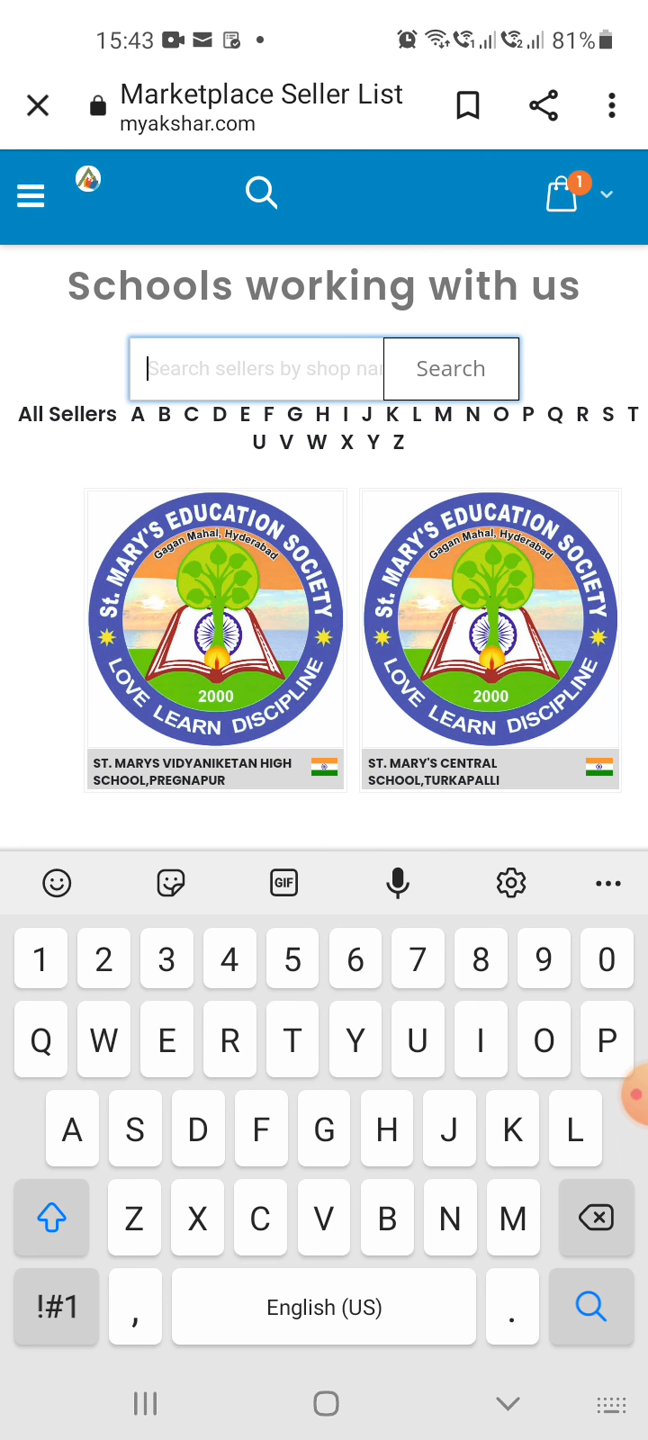 15:43 81%
Marketplace Seller List
myakshar.com
1
Schools working with us
Search sellers by shop nam Search
All Sellers A B C D E F G H I J K L M N O P Q R S T
U V W X Y Z
St. MARY'S EDUCATION SOCIETY
Gagan Mahal, Hyderabad
2000
LOVE LEARN DISCIPLINE
ST. MARYS VIDYANIKETAN HIGH
SCHOOL,PREGNAPUR
St. MARY'S EDUCATION SOCIETY
Gagan Mahal, Hyderabad
2000
LOVE LEARN DISCIPLINE
ST. MARY'S CENTRAL
SCHOOL,TURKAPALLI
GIF
1 2 3 4 5 6 7 8 9 0
Q W E R T Y U I O P
A S D F G H J K L
Z X C V B N M
!#1 , English (US) .